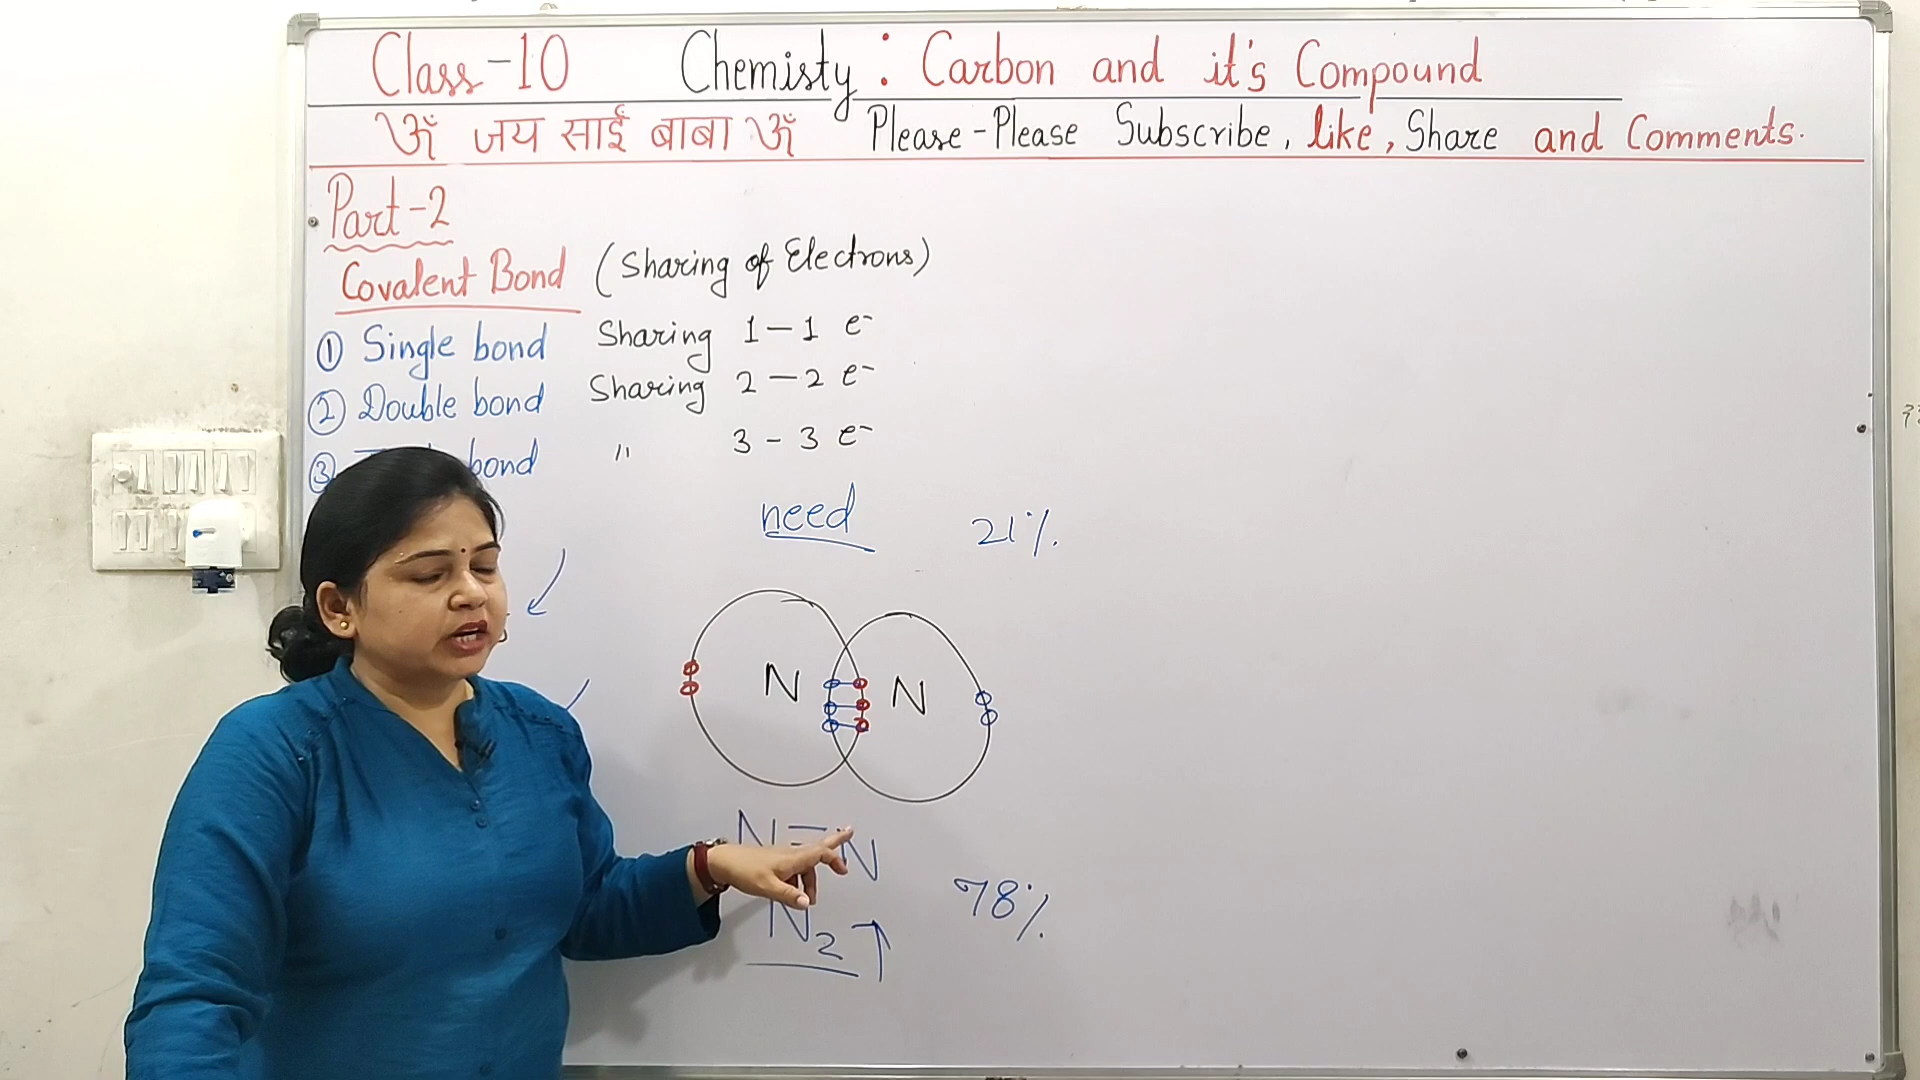 Class-10 Chemisty: Carbon and it's Compound
ॐ जय साईं बाबा ॐ Please-Please Subscribe, like, Share and Comments.
Part-2
Covalent Bond (Sharing of Electrons)
① Single bond Sharing 1-1 e-
② Double bond Sharing 2-2 e-
③ bond " 3-3 e-
need 21%
N N
N≡N
78%
N2↑